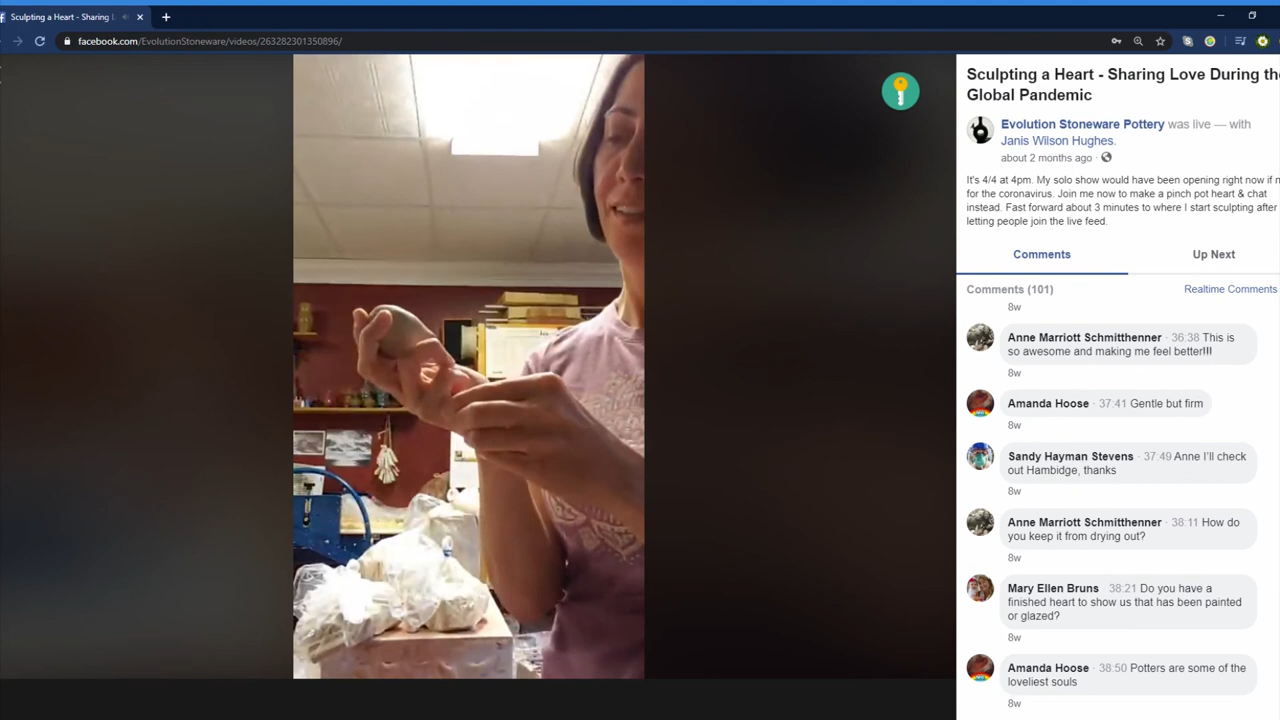 Sculpting a Heart - Sharing L
facebook.com/EvolutionStoneware/videos/263282301350896/
Sculpting a Heart - Sharing Love During the
Global Pandemic
Evolution Stoneware Pottery was live — with
Janis Wilson Hughes.
about 2 months ago ·
It's 4/4 at 4pm. My solo show would have been opening right now if n
for the coronavirus. Join me now to make a pinch pot heart & chat
instead. Fast forward about 3 minutes to where I start sculpting after
letting people join the live feed.
Comments
Up Next
Comments (101)
Realtime Comments
8w
Anne Marriott Schmitthenner · 36:38 This is
so awesome and making me feel better!!!
8w
Amanda Hoose · 37:41 Gentle but firm
8w
Sandy Hayman Stevens · 37:49 Anne I'll check
out Hambidge, thanks
8w
Anne Marriott Schmitthenner · 38:11 How do
you keep it from drying out?
8w
Mary Ellen Bruns · 38:21 Do you have a
finished heart to show us that has been painted
or glazed?
8w
Amanda Hoose · 38:50 Potters are some of the
loveliest souls
8w